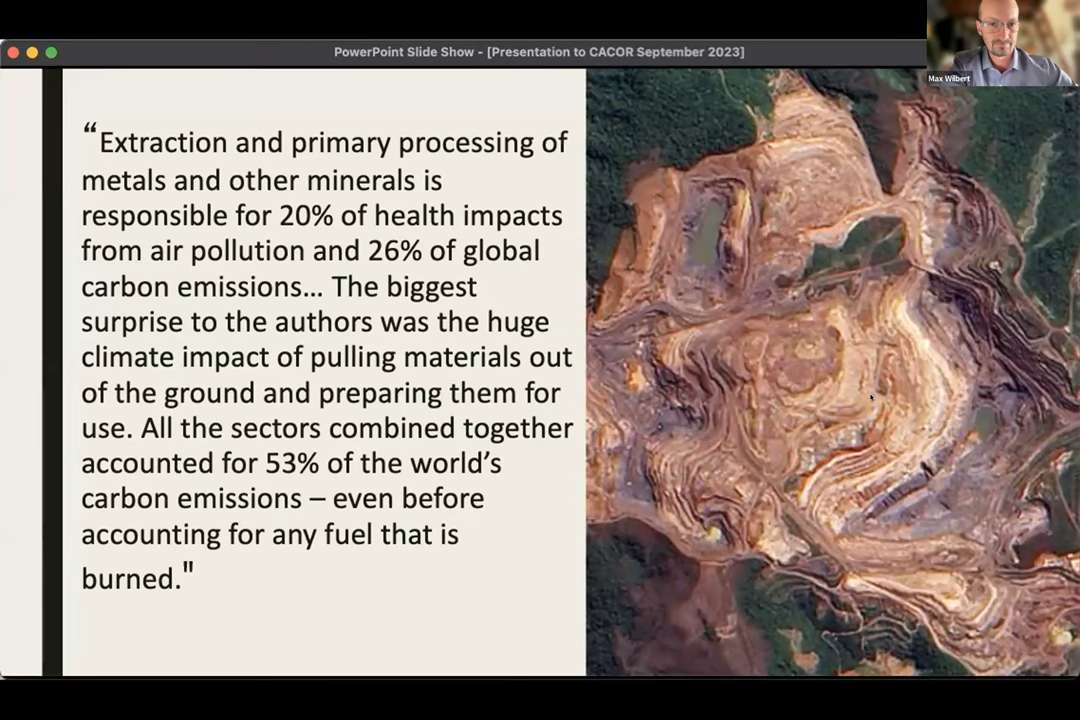 PowerPoint Slide Show - [Presentation to CACOR September 2023]
Max Wilbert
“Extraction and primary processing of
metals and other minerals is
responsible for 20% of health impacts
from air pollution and 26% of global
carbon emissions... The biggest
surprise to the authors was the huge
climate impact of pulling materials out
of the ground and preparing them for
use. All the sectors combined together
accounted for 53% of the world’s
carbon emissions – even before
accounting for any fuel that is
burned."